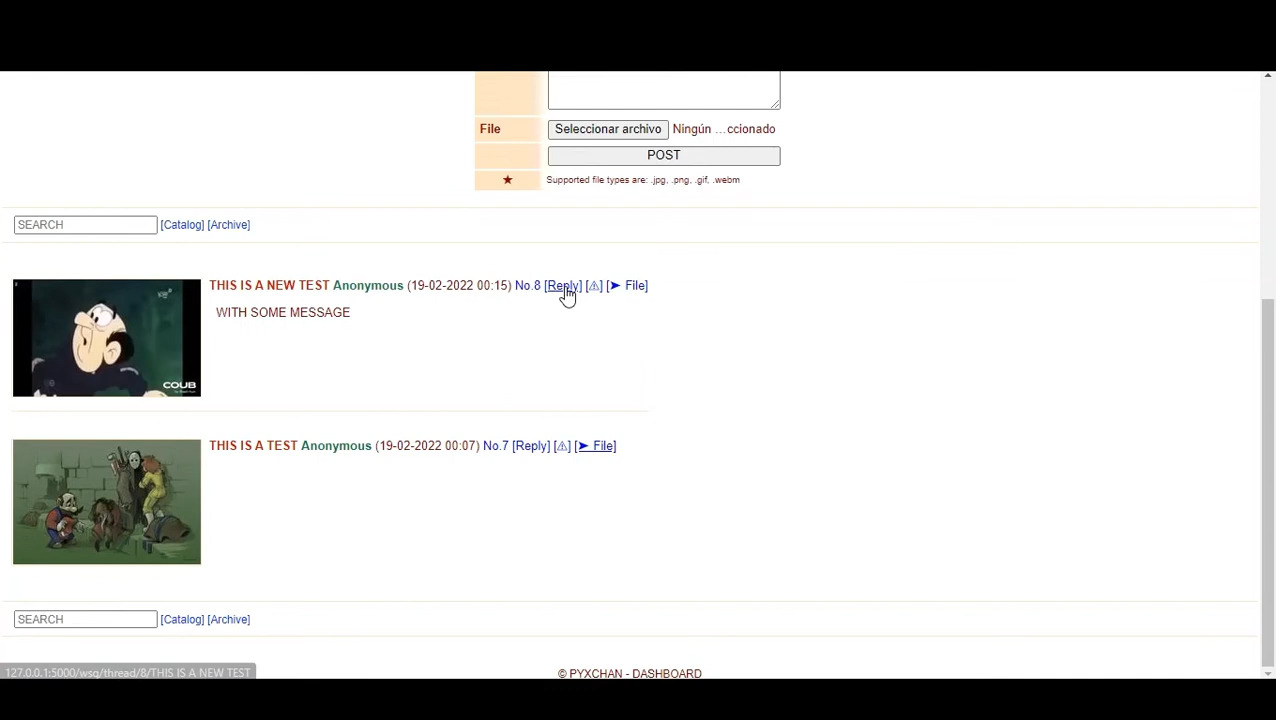 File Seleccionar archivo Ningún ...ccionado
POST
★ Supported file types are: .jpg, .png, .gif, .webm
SEARCH [Catalog] [Archive]
THIS IS A NEW TEST Anonymous (19-02-2022 00:15) No.8 [Reply] [⚠] [➤ File]
WITH SOME MESSAGE
COUB
THIS IS A TEST Anonymous (19-02-2022 00:07) No.7 [Reply] [⚠] [➤ File]
SEARCH [Catalog] [Archive]
127.0.0.1:5000/wsg/thread/8/THIS IS A NEW TEST
© PYXCHAN - DASHBOARD